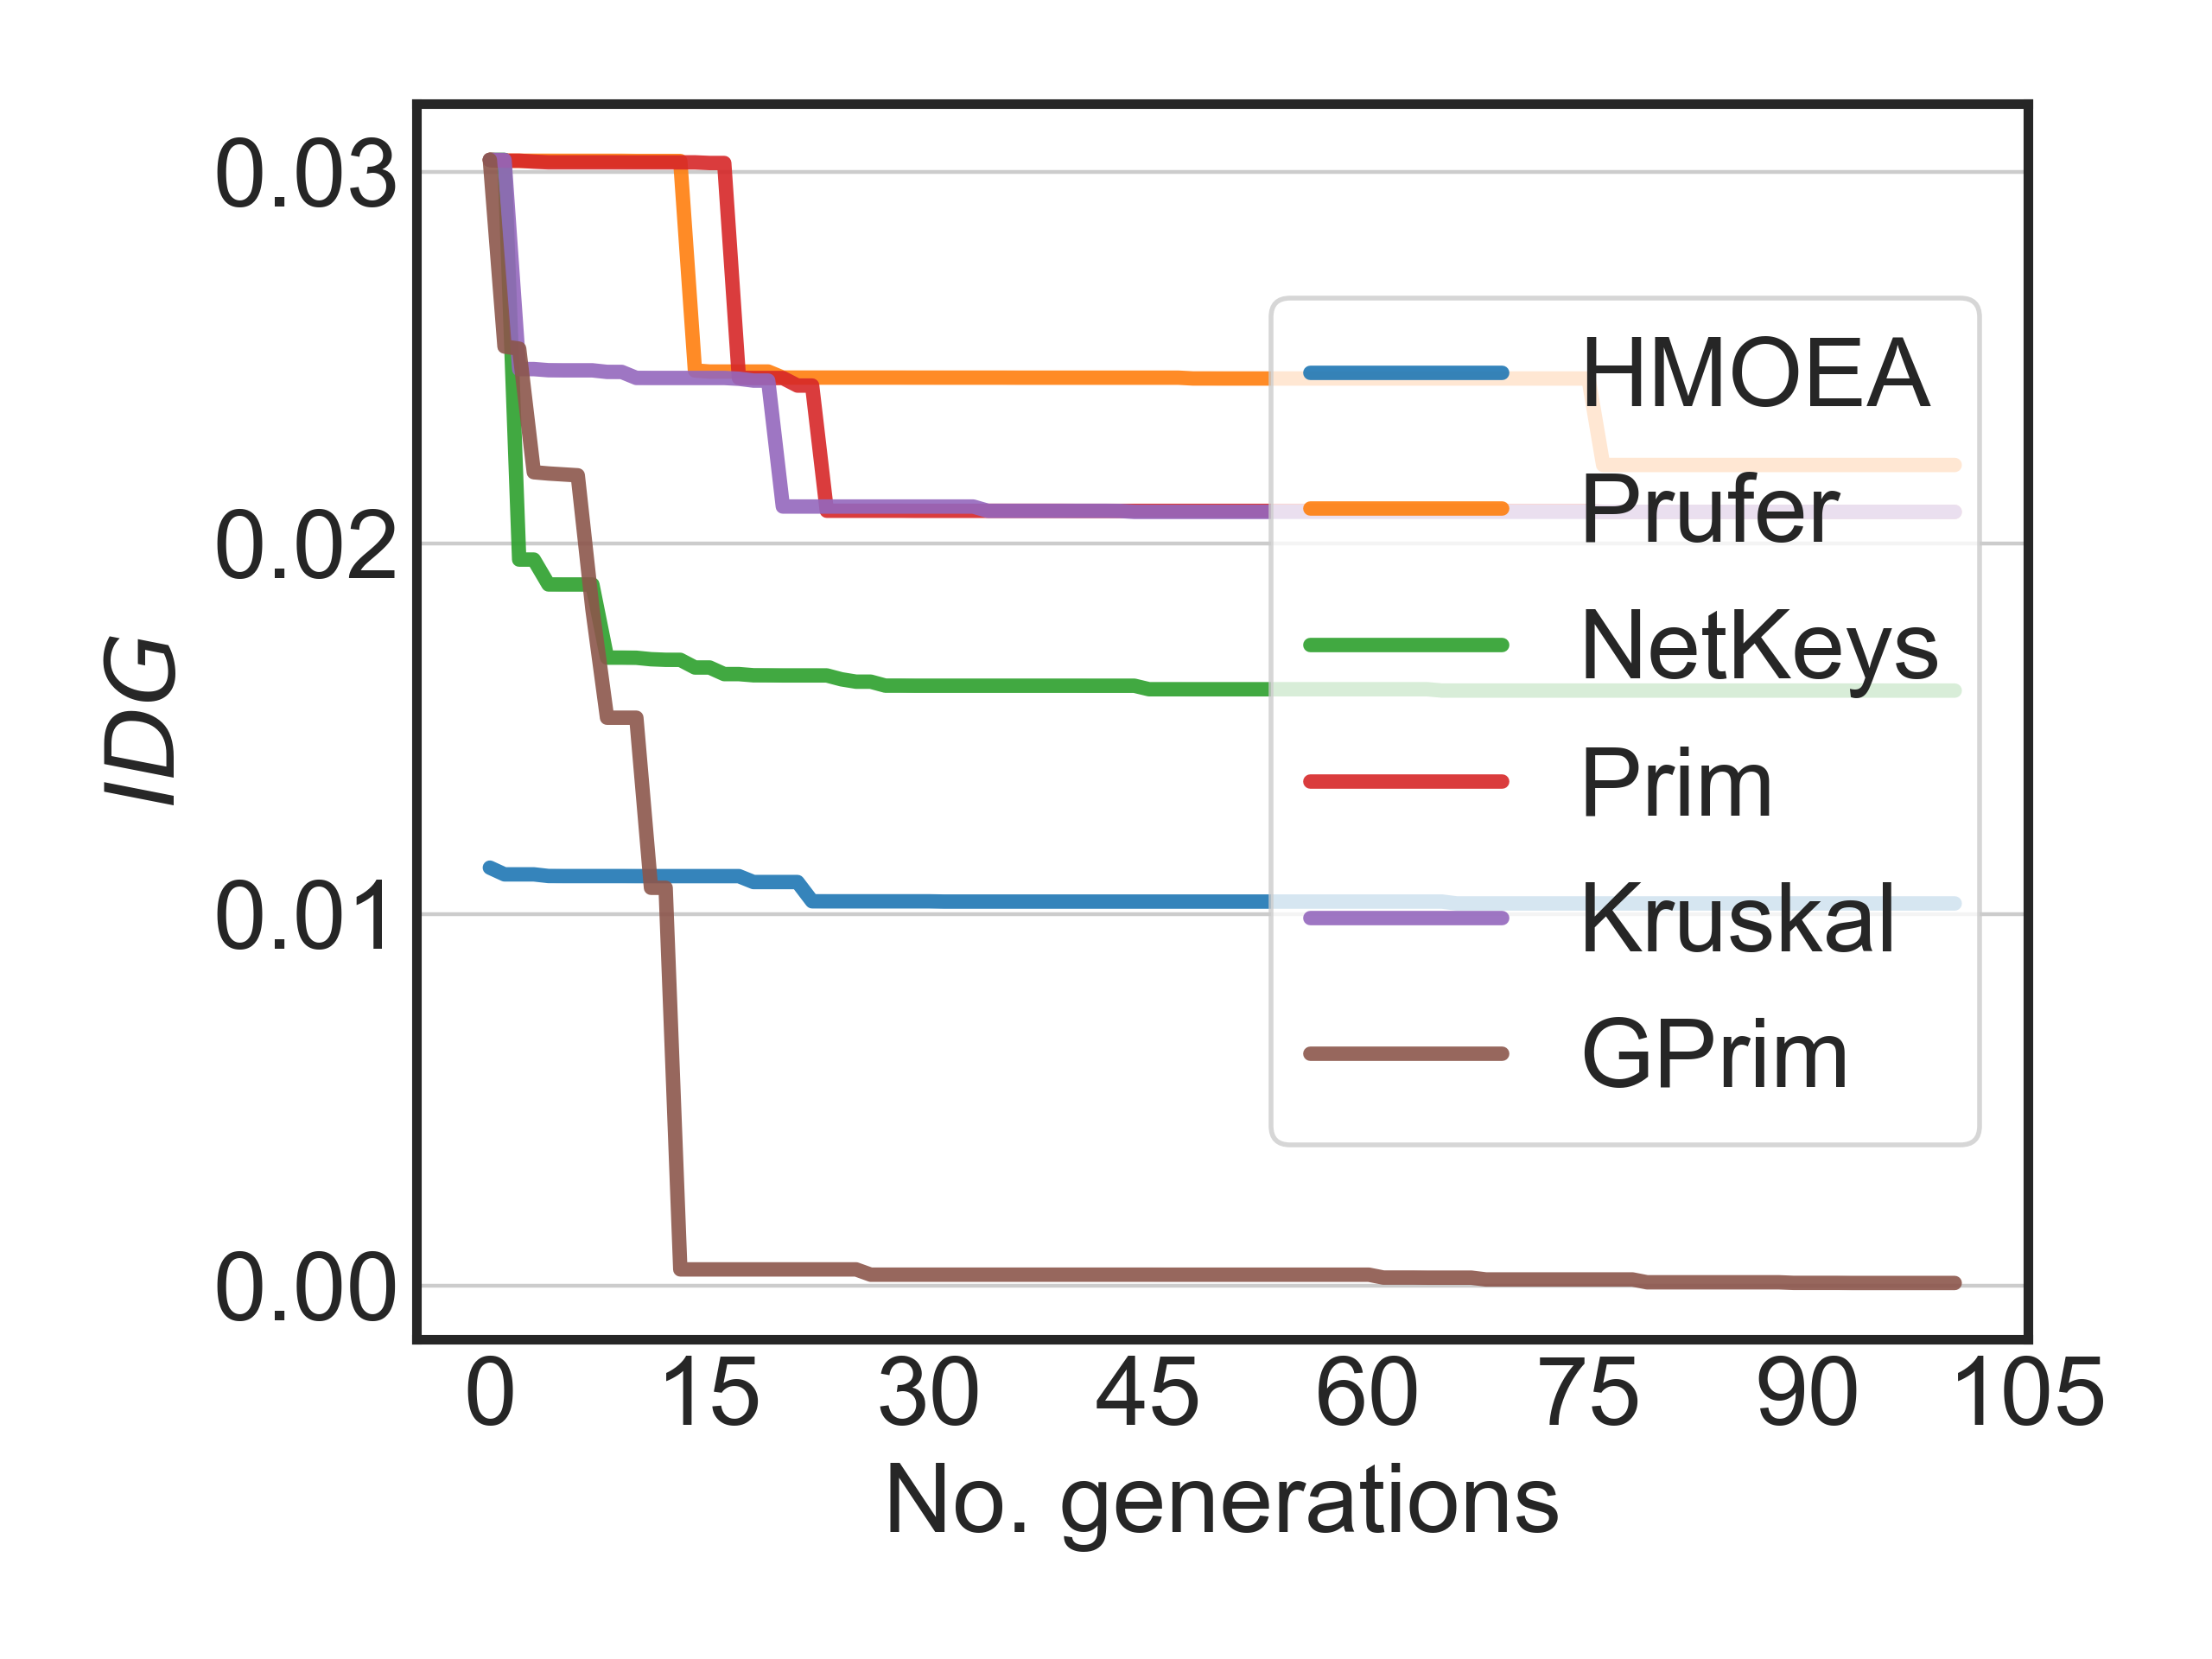 0.03
0.02
0.01
0.00
IDG
HMOEA
Prufer
NetKeys
Prim
Kruskal
GPrim
0 15 30 45 60 75 90 105
No. generations